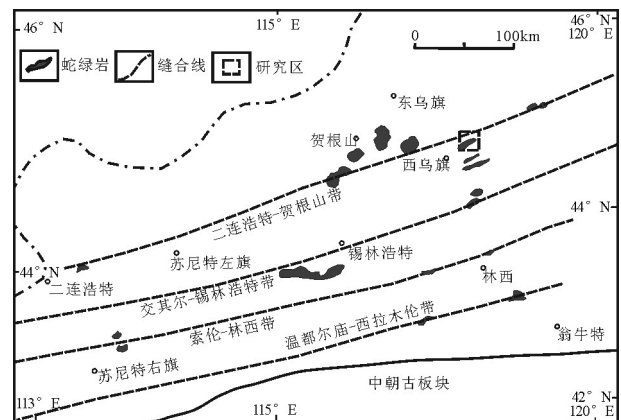 46° N
115° E
46° N
120° E
0
100km
蛇绿岩
缝合线
研究区
东乌旗
贺根山
西乌旗
二连浩特-贺根山带
44° N
锡林浩特
苏尼特左旗
44° N
二连浩特
林西
交其尔-锡林浩特带
索伦-林西带
温都尔庙-西拉木伦带
翁牛特
苏尼特右旗
中朝古板块
42° N
113° E
115° E
120° E